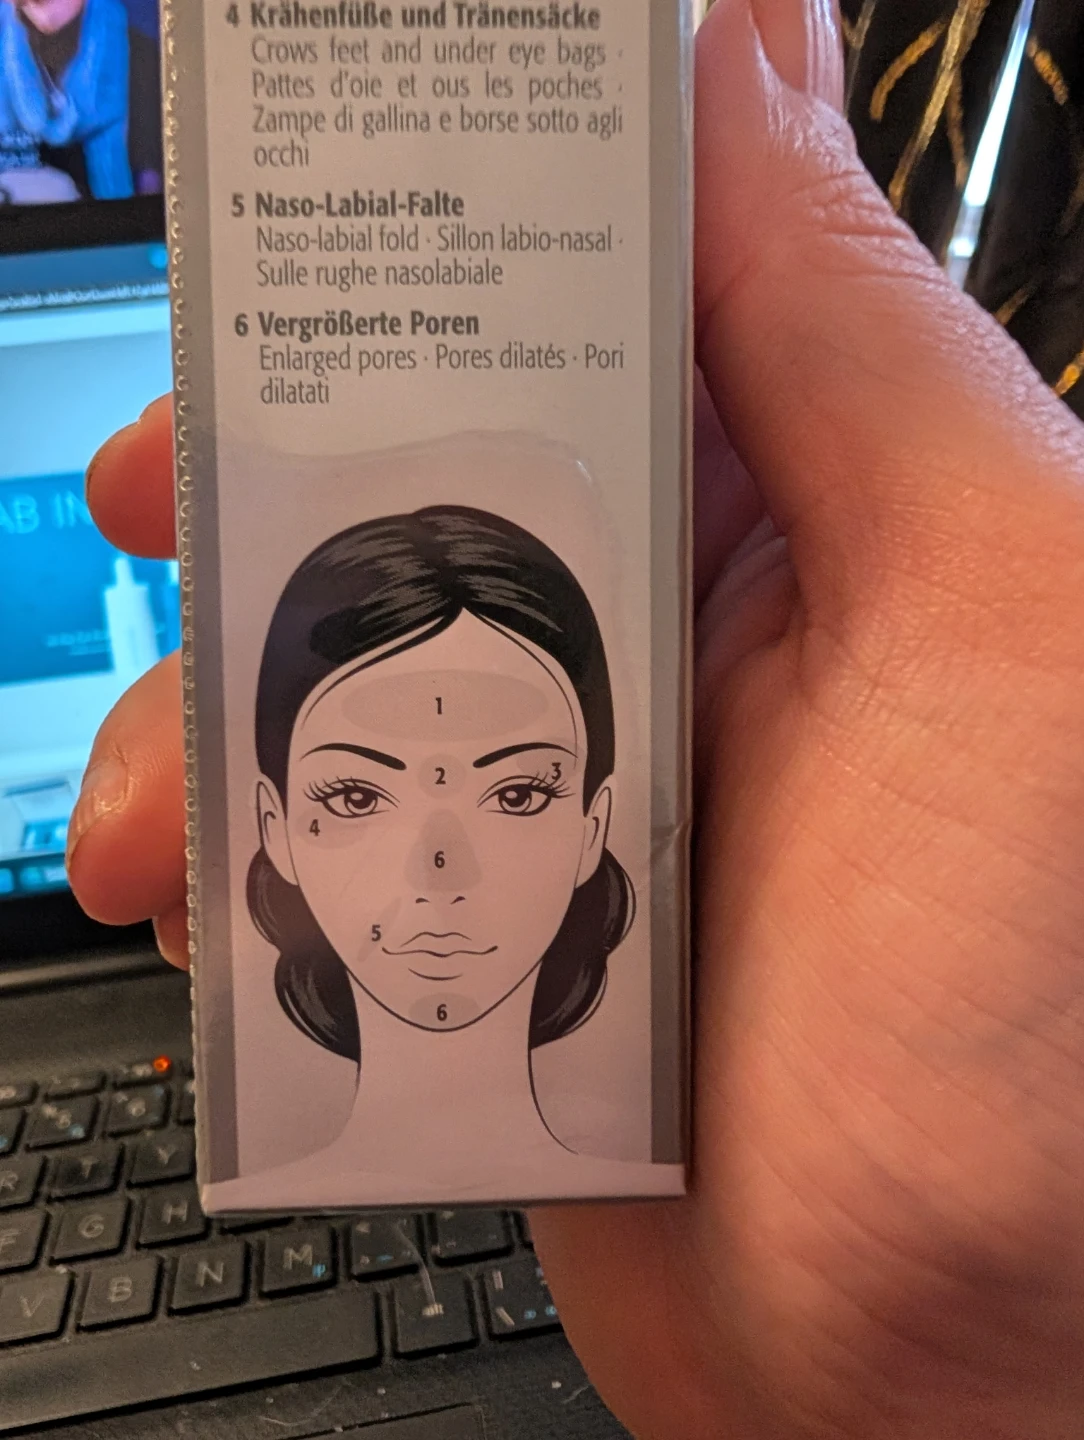 4 Krähenfüße und Tränensäcke
Crows feet and under eye bags ·
Pattes d'oie et ous les poches ·
Zampe di gallina e borse sotto agli
occhi
5 Naso-Labial-Falte
Naso-labial fold · Sillon labio-nasal ·
Sulle rughe nasolabiale
6 Vergrößerte Poren
Enlarged pores · Pores dilatés · Pori
dilatati
1
2
3
4
6
5
6
T
Y
G
H
V
B
N
M
alt